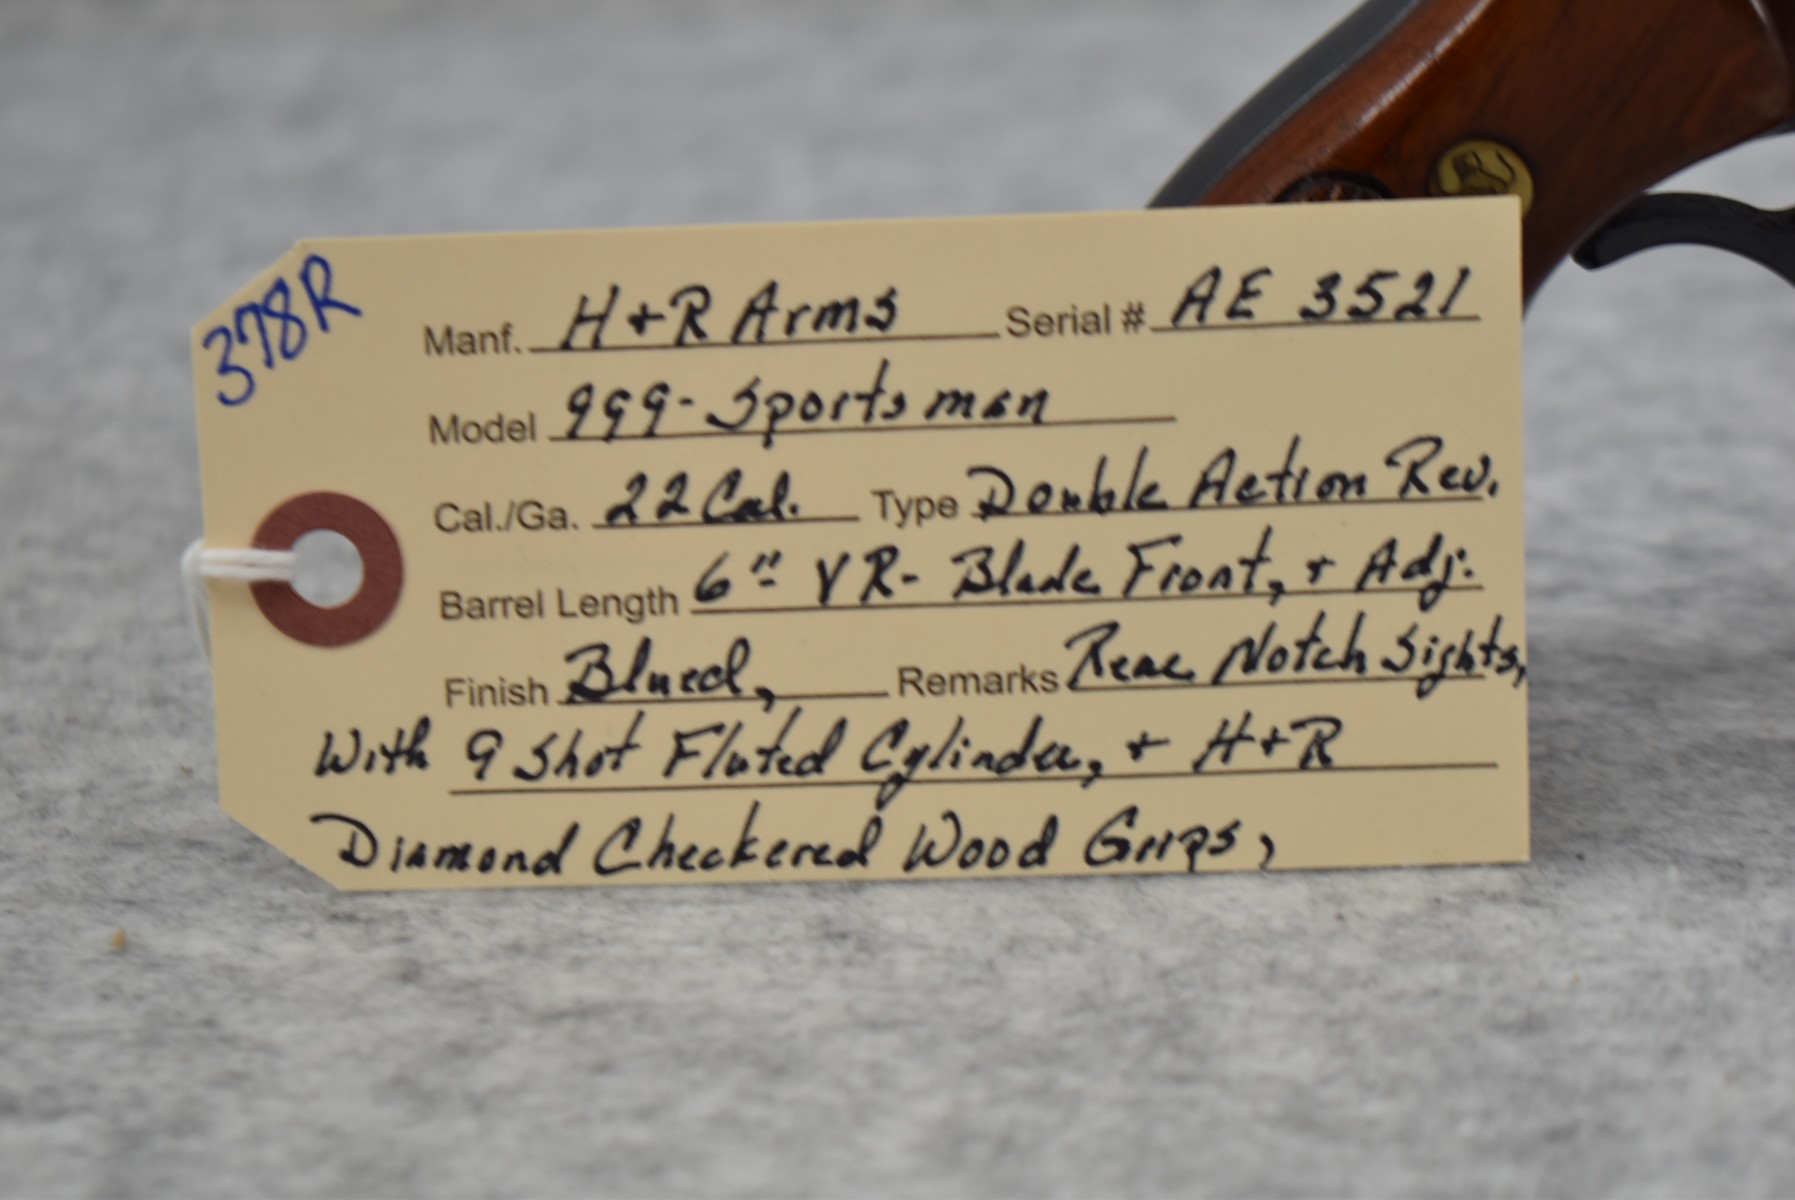 378R
Manf. H+R Arms Serial # AE 3521
Model 999-Sportsman
Cal./Ga. 22 Cal. Type Double Action Rev.
Barrel Length 6" VR- Blade Front, + Adj.
Finish Blued, Remarks Rear Notch Sights,
With 9 Shot Fluted Cylinder, + H+R
Diamond Checkered Wood Grips,